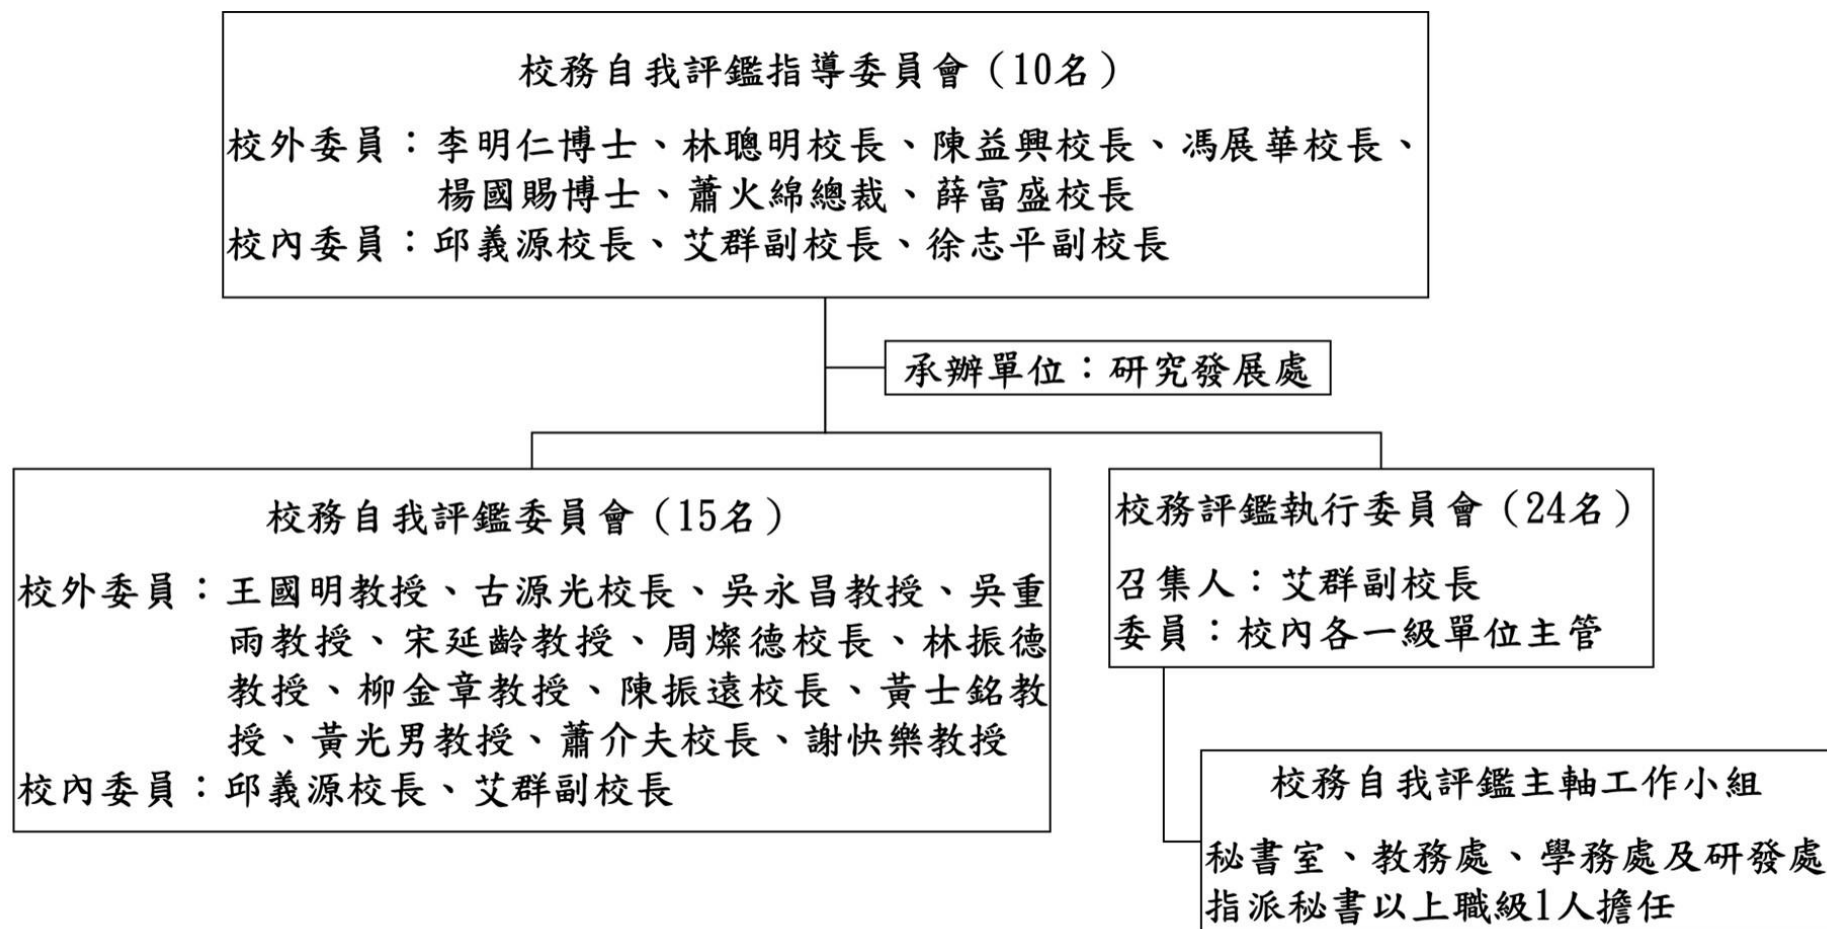 校務自我評鑑指導委員會（10名）
校外委員：李明仁博士、林聰明校長、陳益興校長、馮展華校長、
楊國賜博士、蕭火綿總裁、薛富盛校長
校內委員：邱義源校長、艾群副校長、徐志平副校長
承辦單位：研究發展處
校務自我評鑑委員會（15名）
校外委員：王國明教授、古源光校長、吳永昌教授、吳重
雨教授、宋延齡教授、周燦德校長、林振德
教授、柳金章教授、陳振遠校長、黃士銘教
授、黃光男教授、蕭介夫校長、謝快樂教授
校內委員：邱義源校長、艾群副校長
校務評鑑執行委員會（24名）
召集人：艾群副校長
委員：校內各一級單位主管
校務自我評鑑主軸工作小組
秘書室、教務處、學務處及研發處
指派秘書以上職級1人擔任